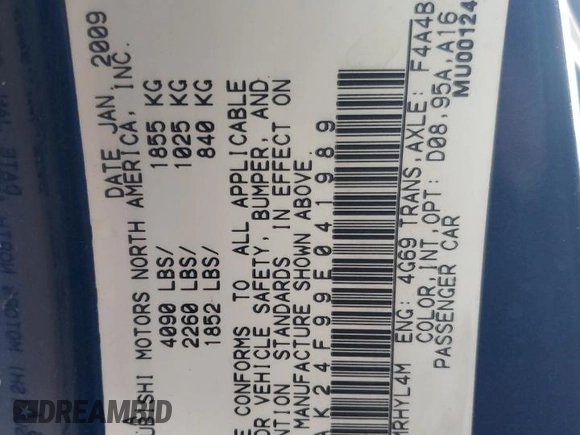 DATE JAN. 2009
UBISHI MOTORS NORTH AMERICA, INC.
4090 LBS/ 1855 KG
2260 LBS/ 1025 KG
1852 LBS/ 840 KG
E CONFORMS TO ALL APPLICABLE
OR VEHICLE SAFETY, BUMPER, AND
NTION STANDARDS IN EFFECT ON
MANUFACTURE SHOWN ABOVE.
AK24F99E041989
RHYL4M ENG: 4G69 TRANS,AXLE: F4A4B
COLOR,INT,OPT: D08,95A,A16
PASSENGER CAR MU00124
DREAMBID